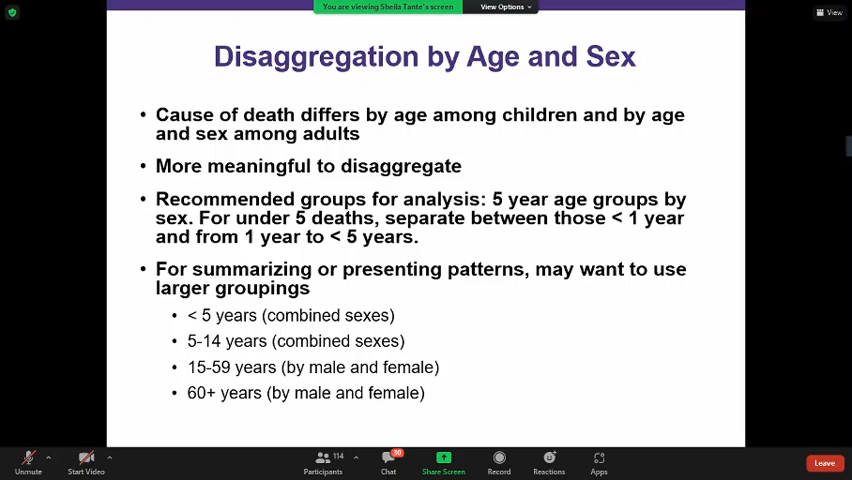 You are viewing Sheila Tante's screen
View Options
View
Disaggregation by Age and Sex
• Cause of death differs by age among children and by age
and sex among adults
• More meaningful to disaggregate
• Recommended groups for analysis: 5 year age groups by
sex. For under 5 deaths, separate between those < 1 year
and from 1 year to < 5 years.
• For summarizing or presenting patterns, may want to use
larger groupings
• < 5 years (combined sexes)
• 5-14 years (combined sexes)
• 15-59 years (by male and female)
• 60+ years (by male and female)
Unmute
Start Video
Participants
114
Chat
30
Share Screen
Record
Reactions
Apps
Leave